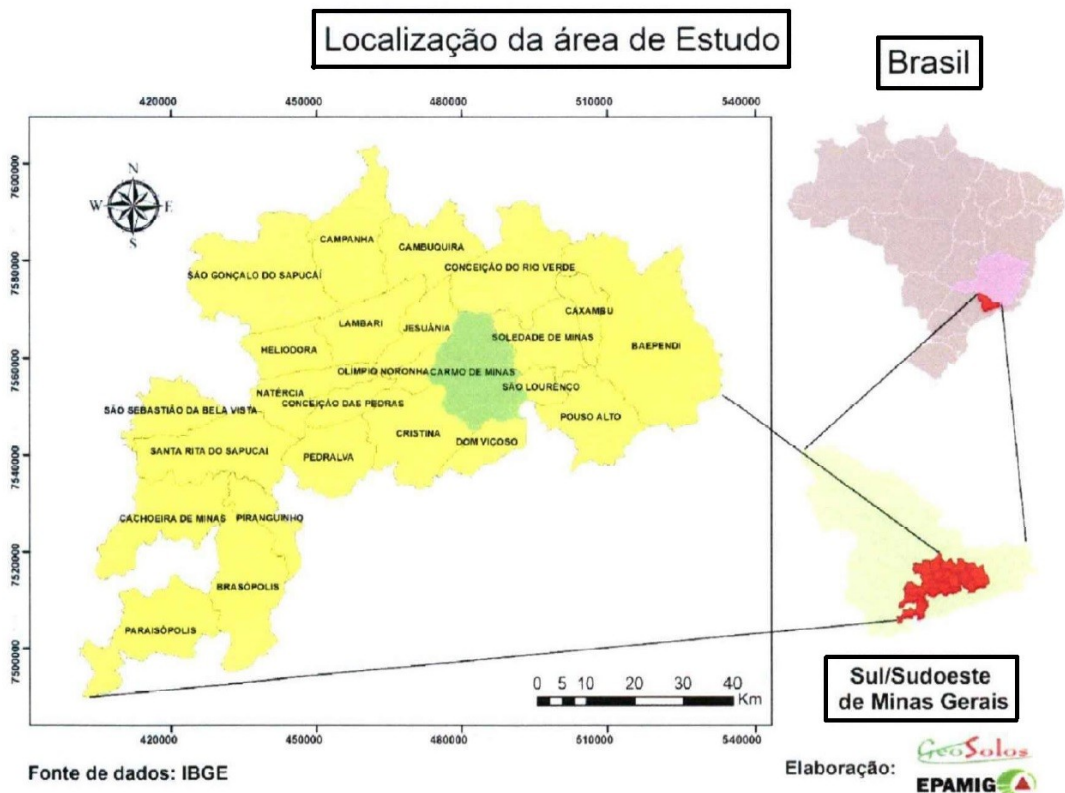 Localização da área de Estudo
Brasil
420000 450000 480000 510000 540000
7600000
7580000
7560000
7540000
7520000
7500000
N
W E
S
CAMPANHA
CAMBUQUIRA
SÃO GONÇALO DO SAPUCAÍ
CONCEIÇÃO DO RIO VERDE
LAMBARI
JESUÂNIA
CAXAMBU
SOLEDADE DE MINAS
BAEPENDI
HELIODORA
OLÍMPIO NORONHA
CARMO DE MINAS
NATÉRCIA
SÃO LOURENÇO
CONCEIÇÃO DAS PEDRAS
SÃO SEBASTIÃO DA BELA VISTA
POUSO ALTO
CRISTINA
DOM VIÇOSO
SANTA RITA DO SAPUCAÍ
PEDRALVA
CACHOEIRA DE MINAS
PIRANGUINHO
BRASÓPOLIS
PARAISÓPOLIS
0 5 10 20 30 40
Km
420000 450000 480000 510000 540000
Sul/Sudoeste
de Minas Gerais
Fonte de dados: IBGE
Elaboração:
GeoSolos
EPAMIG